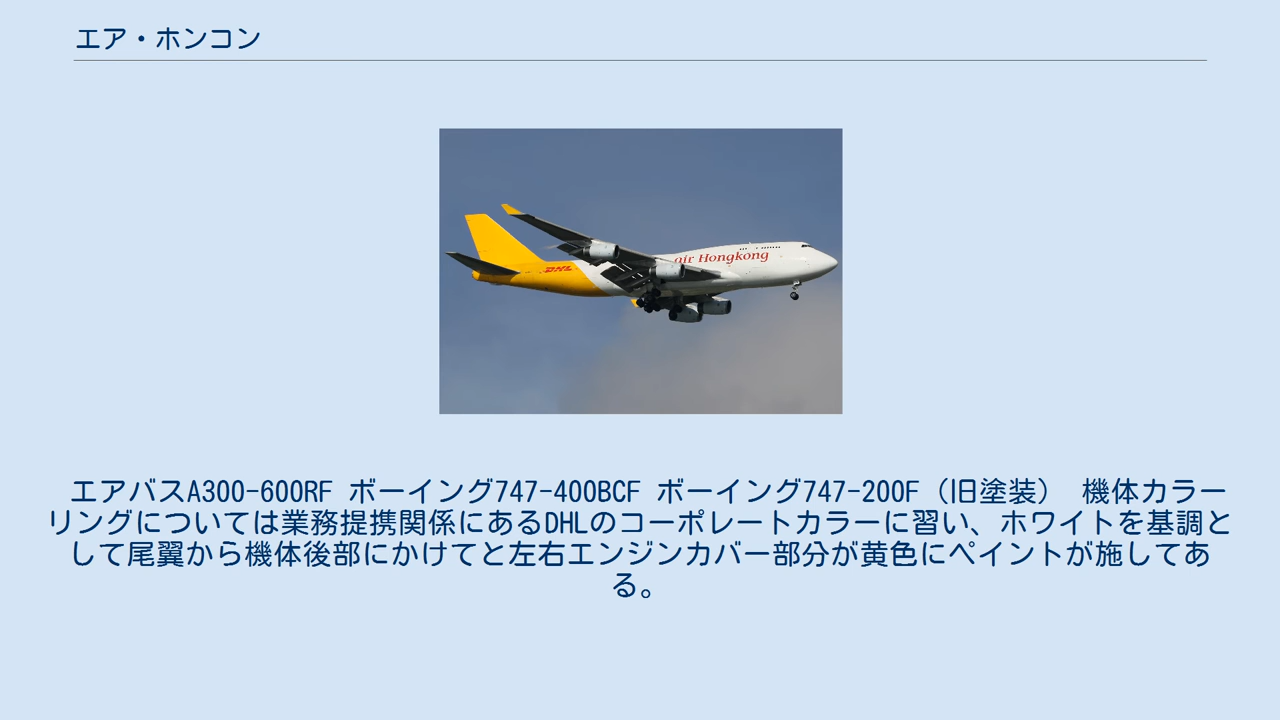 エア・ホンコン
air Hongkong
DHL
エアバスA300-600RF ボーイング747-400BCF ボーイング747-200F（旧塗装） 機体カラー
リングについては業務提携関係にあるDHLのコーポレートカラーに習い、ホワイトを基調と
して尾翼から機体後部にかけてと左右エンジンカバー部分が黄色にペイントが施してあ
る。